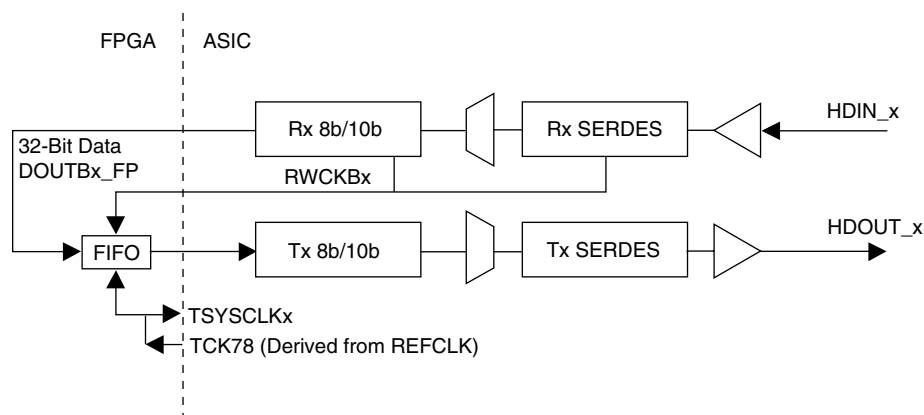 FPGA
ASIC
Rx 8b/10b
Rx SERDES
HDIN_x
32-Bit Data
DOUTBx_FP
RWCKBx
FIFO
Tx 8b/10b
Tx SERDES
HDOUT_x
TSYSCLKx
TCK78 (Derived from REFCLK)